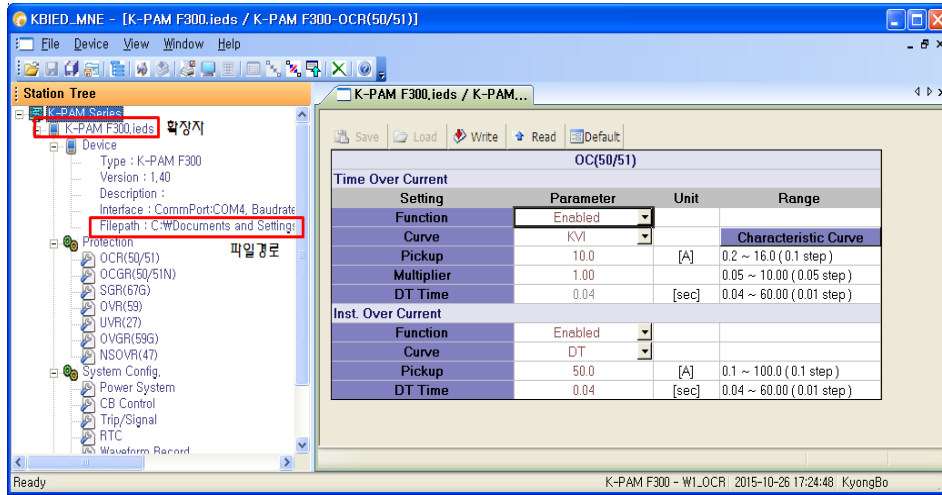 KBIED_MNE - [K-PAM F300.ieds / K-PAM F300-OCR(50/51)]
File Device View Window Help
Station Tree
K-PAM F300.ieds / K-PAM...
K-PAM Series
K-PAM F300.ieds 확장자
Device
Type : K-PAM F300
Version : 1.40
Description :
Interface : CommPort:COM4, Baudrate
Filepath : C:₩Documents and Settings
파일경로
Protection
OCR(50/51)
OCGR(50/51N)
SGR(67G)
OVR(59)
UVR(27)
OVGR(59G)
NSOVR(47)
System Config.
Power System
CB Control
Trip/Signal
RTC
Waveform Record
Save Load Write Read Default
OC(50/51)
Time Over Current
Setting Parameter Unit Range
Function Enabled
Curve KVI Characteristic Curve
Pickup 10.0 [A] 0.2 ~ 16.0 ( 0.1 step )
Multiplier 1.00 0.05 ~ 10.00 ( 0.05 step )
DT Time 0.04 [sec] 0.04 ~ 60.00 ( 0.01 step )
Inst. Over Current
Function Enabled
Curve DT
Pickup 50.0 [A] 0.1 ~ 100.0 ( 0.1 step )
DT Time 0.04 [sec] 0.04 ~ 60.00 ( 0.01 step )
Ready K-PAM F300 - W1_OCR 2015-10-26 17:24:48 KyongBo